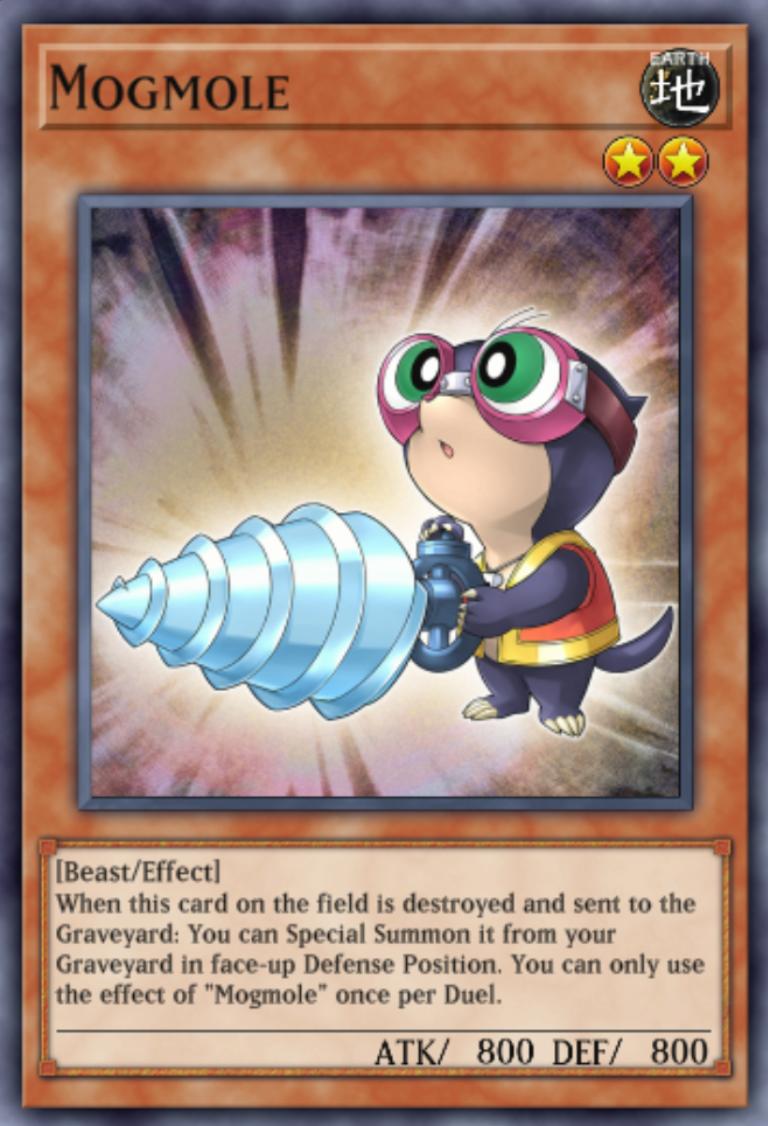 Mogmole
EARTH
地
[Beast/Effect]
When this card on the field is destroyed and sent to the
Graveyard: You can Special Summon it from your
Graveyard in face-up Defense Position. You can only use
the effect of "Mogmole" once per Duel.
ATK/ 800 DEF/ 800